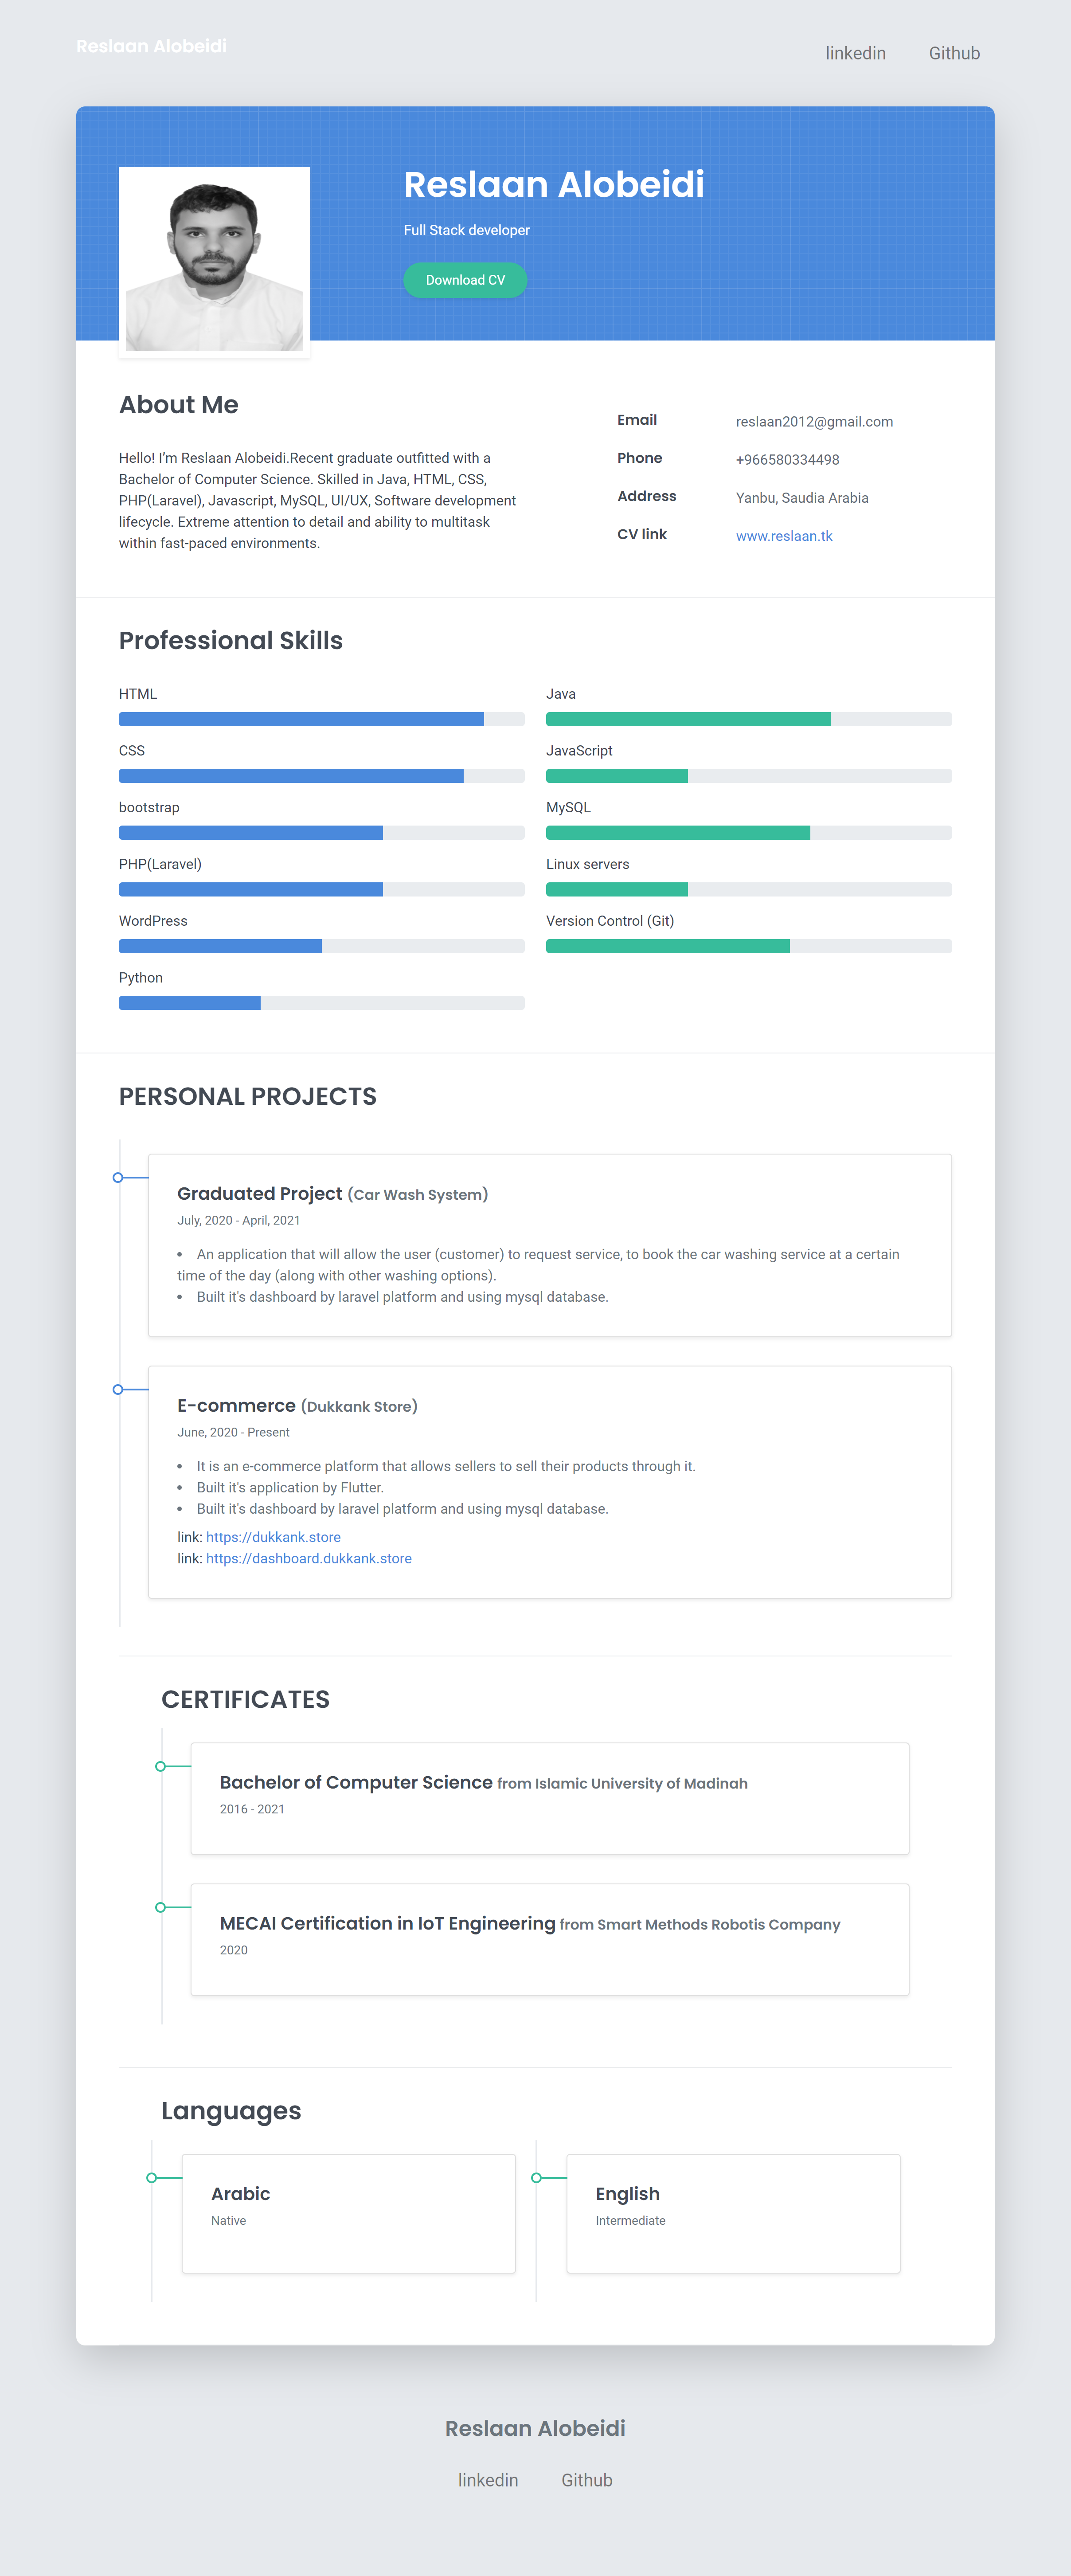 Reslaan Alobeidi
linkedin Github
Reslaan Alobeidi
Full Stack developer
Download CV
About Me
Hello! I’m Reslaan Alobeidi.Recent graduate outfitted with a
Bachelor of Computer Science. Skilled in Java, HTML, CSS,
PHP(Laravel), Javascript, MySQL, UI/UX, Software development
lifecycle. Extreme attention to detail and ability to multitask
within fast-paced environments.
Email reslaan2012@gmail.com
Phone +966580334498
Address Yanbu, Saudia Arabia
CV link www.reslaan.tk
Professional Skills
HTML
CSS
bootstrap
PHP(Laravel)
WordPress
Python
Java
JavaScript
MySQL
Linux servers
Version Control (Git)
PERSONAL PROJECTS
Graduated Project (Car Wash System)
July, 2020 - April, 2021
• An application that will allow the user (customer) to request service, to book the car washing service at a certain
time of the day (along with other washing options).
• Built it's dashboard by laravel platform and using mysql database.
E-commerce (Dukkank Store)
June, 2020 - Present
• It is an e-commerce platform that allows sellers to sell their products through it.
• Built it's application by Flutter.
• Built it's dashboard by laravel platform and using mysql database.
link: https://dukkank.store
link: https://dashboard.dukkank.store
CERTIFICATES
Bachelor of Computer Science from Islamic University of Madinah
2016 - 2021
MECAI Certification in IoT Engineering from Smart Methods Robotis Company
2020
Languages
Arabic
Native
English
Intermediate
Reslaan Alobeidi
linkedin Github